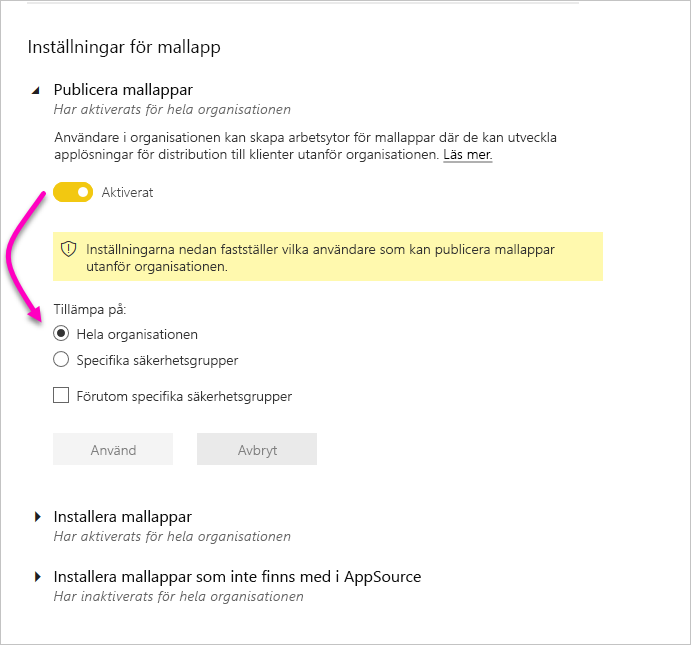 Inställningar för mallapp
Publicera mallappar
Har aktiverats för hela organisationen
Användare i organisationen kan skapa arbetsytor för mallappar där de kan utveckla
applösningar för distribution till klienter utanför organisationen. Läs mer.
Aktiverat
Inställningarna nedan fastställer vilka användare som kan publicera mallappar
utanför organisationen.
Tillämpa på:
Hela organisationen
Specifika säkerhetsgrupper
Förutom specifika säkerhetsgrupper
Använd Avbryt
Installera mallappar
Har aktiverats för hela organisationen
Installera mallappar som inte finns med i AppSource
Har inaktiverats för hela organisationen